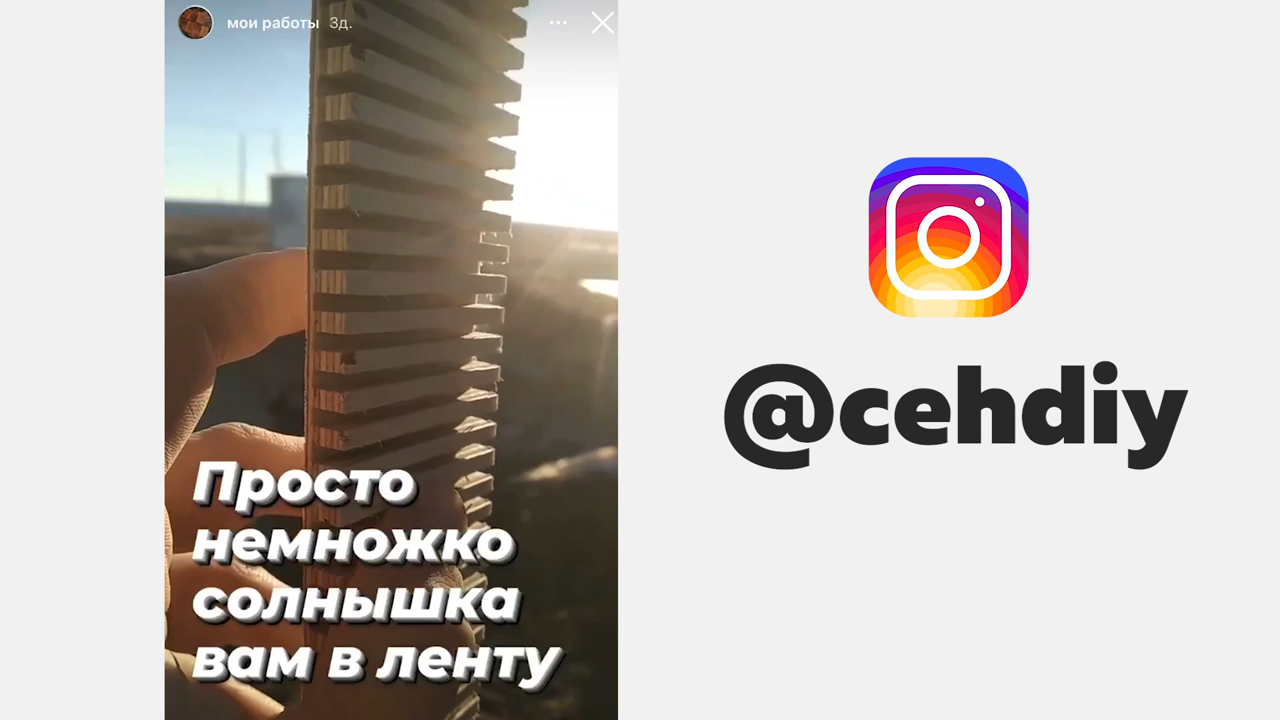 мои работы 3д.
Просто
немножко
солнышка
вам в ленту
@cehdiy